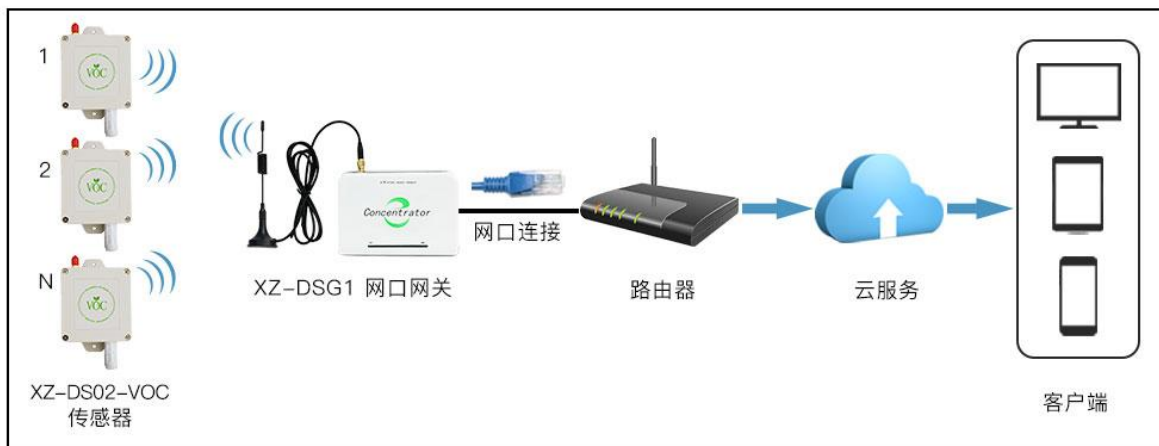 1
VOC
2
VOC
N
VOC
XZ-DS02-VOC
传感器
Concentrator
XZ-DSG1 网口网关
网口连接
路由器
云服务
客户端